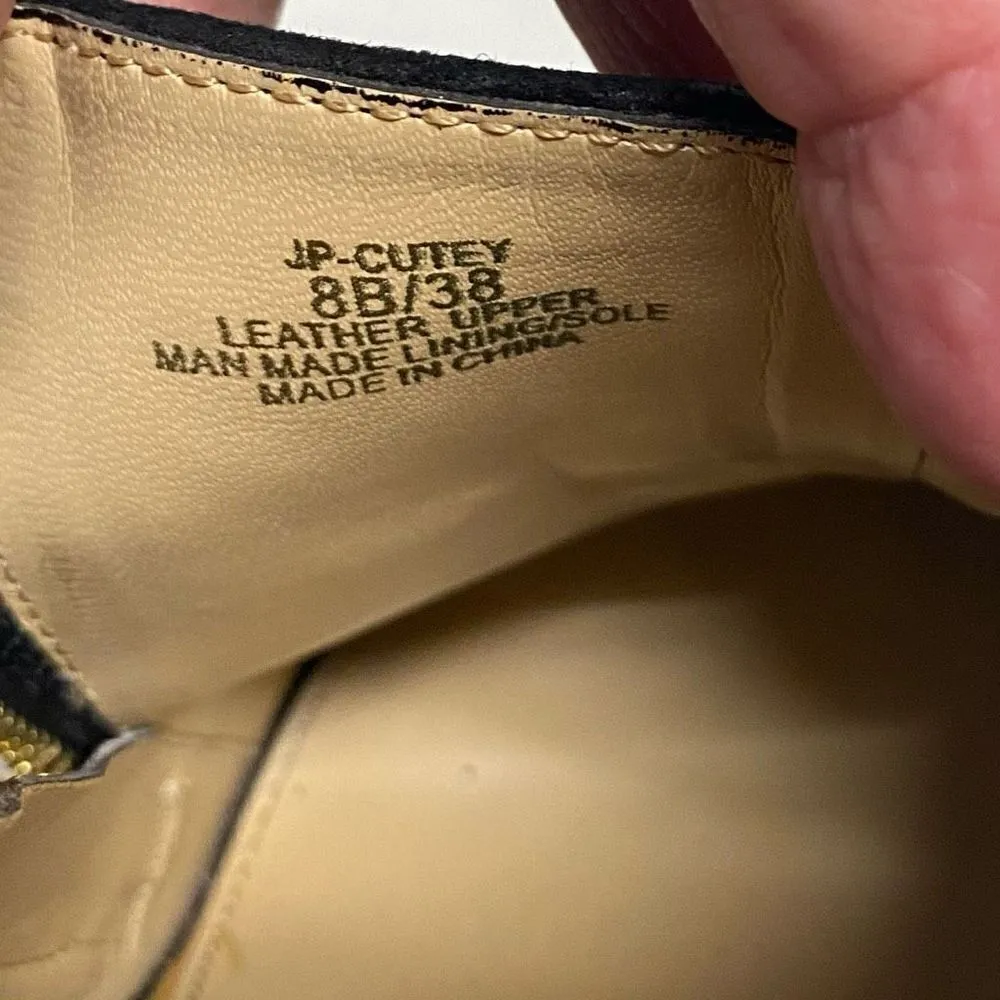 JP-CUTEY
8B/38
LEATHER UPPER
MAN MADE LINING/SOLE
MADE IN CHINA